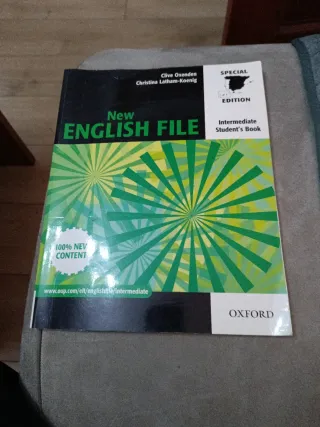 Clive Oxenden
Christina Latham-Koenig
SPECIAL
EDITION
New
ENGLISH FILE
Intermediate
Student's Book
100% NEW
CONTENT
www.oup.com/elt/englishfile/intermediate
OXFORD